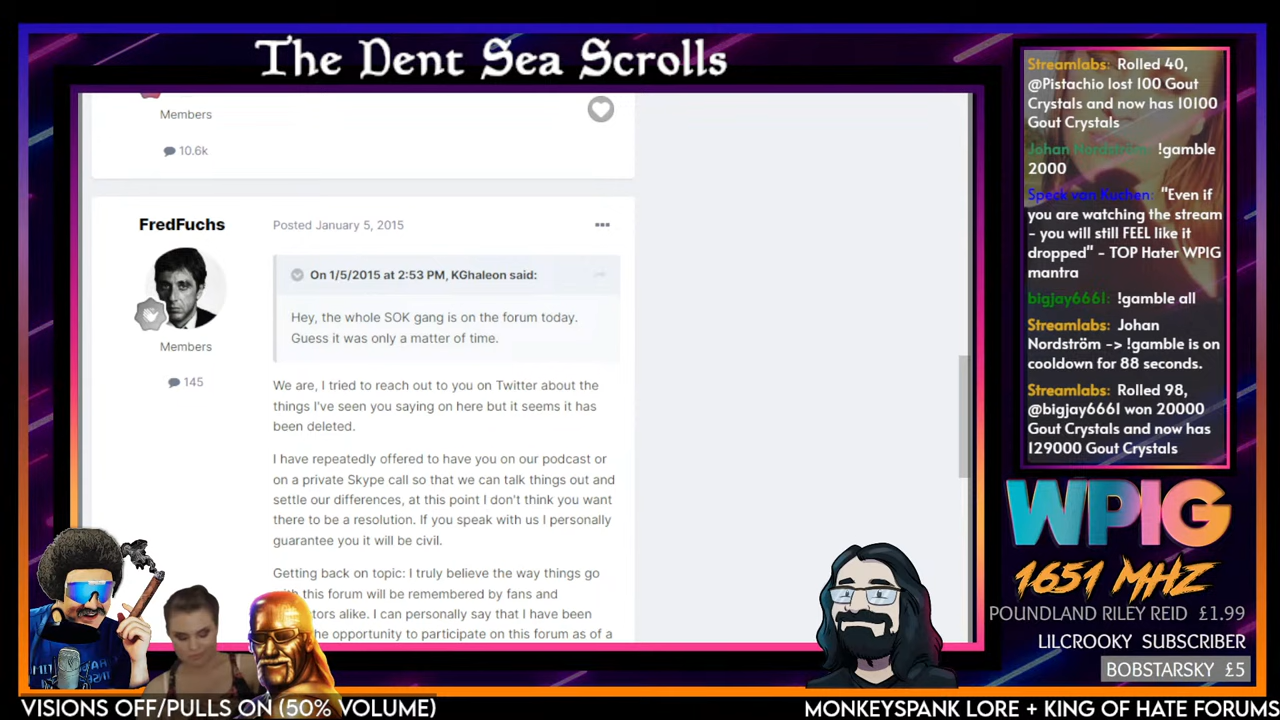 The Dent Sea Scrolls
Members
10.6k
FredFuchs
Members
145
Posted January 5, 2015
On 1/5/2015 at 2:53 PM, KGhaleon said:
Hey, the whole SOK gang is on the forum today.
Guess it was only a matter of time.
We are, I tried to reach out to you on Twitter about the
things I've seen you saying on here but it seems it has
been deleted.
I have repeatedly offered to have you on our podcast or
on a private Skype call so that we can talk things out and
settle our differences, at this point I don't think you want
there to be a resolution. If you speak with us I personally
guarantee you it will be civil.
Getting back on topic: I truly believe the way things go
this forum will be remembered by fans and
alike. I can personally say that I have been
he opportunity to participate on this forum as of a
Streamlabs: Rolled 40,
@Pistachio lost 100 Gout
Crystals and now has 10100
Gout Crystals
Johan Nordström: !gamble
2000
Speck van Kuchen: "Even if
you are watching the stream
- you will still FEEL like it
dropped" - TOP Hater WPIG
mantra
bigjay6661: !gamble all
Streamlabs: Johan
Nordström -> !gamble is on
cooldown for 88 seconds.
Streamlabs: Rolled 98,
@bigjay6661 won 20000
Gout Crystals and now has
129000 Gout Crystals
WPIG
1651 MHZ
POUNDLAND RILEY REID £1.99
LILCROOKY SUBSCRIBER
BOBSTARSKY £5
VISIONS OFF/PULLS ON (50% VOLUME)
MONKEYSPANK LORE + KING OF HATE FORUMS